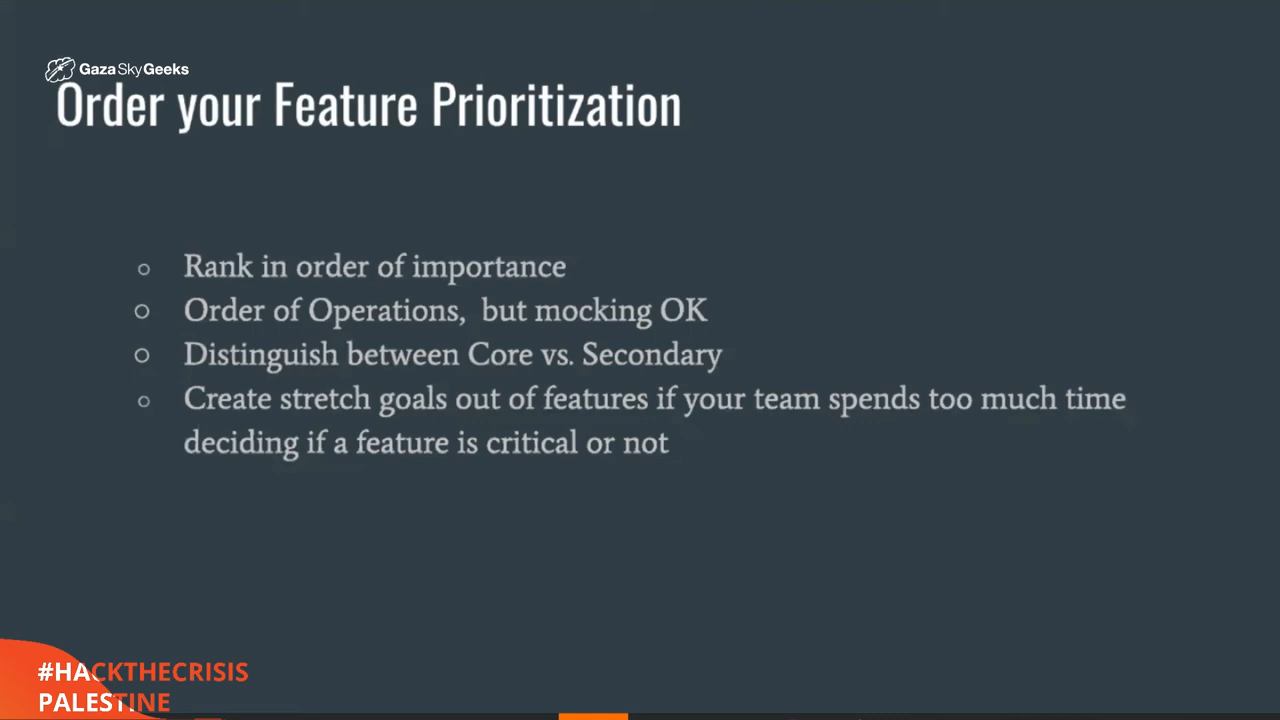 Gaza Sky Geeks
Order your Feature Prioritization
Rank in order of importance
Order of Operations, but mocking OK
Distinguish between Core vs. Secondary
Create stretch goals out of features if your team spends too much time
deciding if a feature is critical or not
#HACKTHECRISIS
PALESTINE